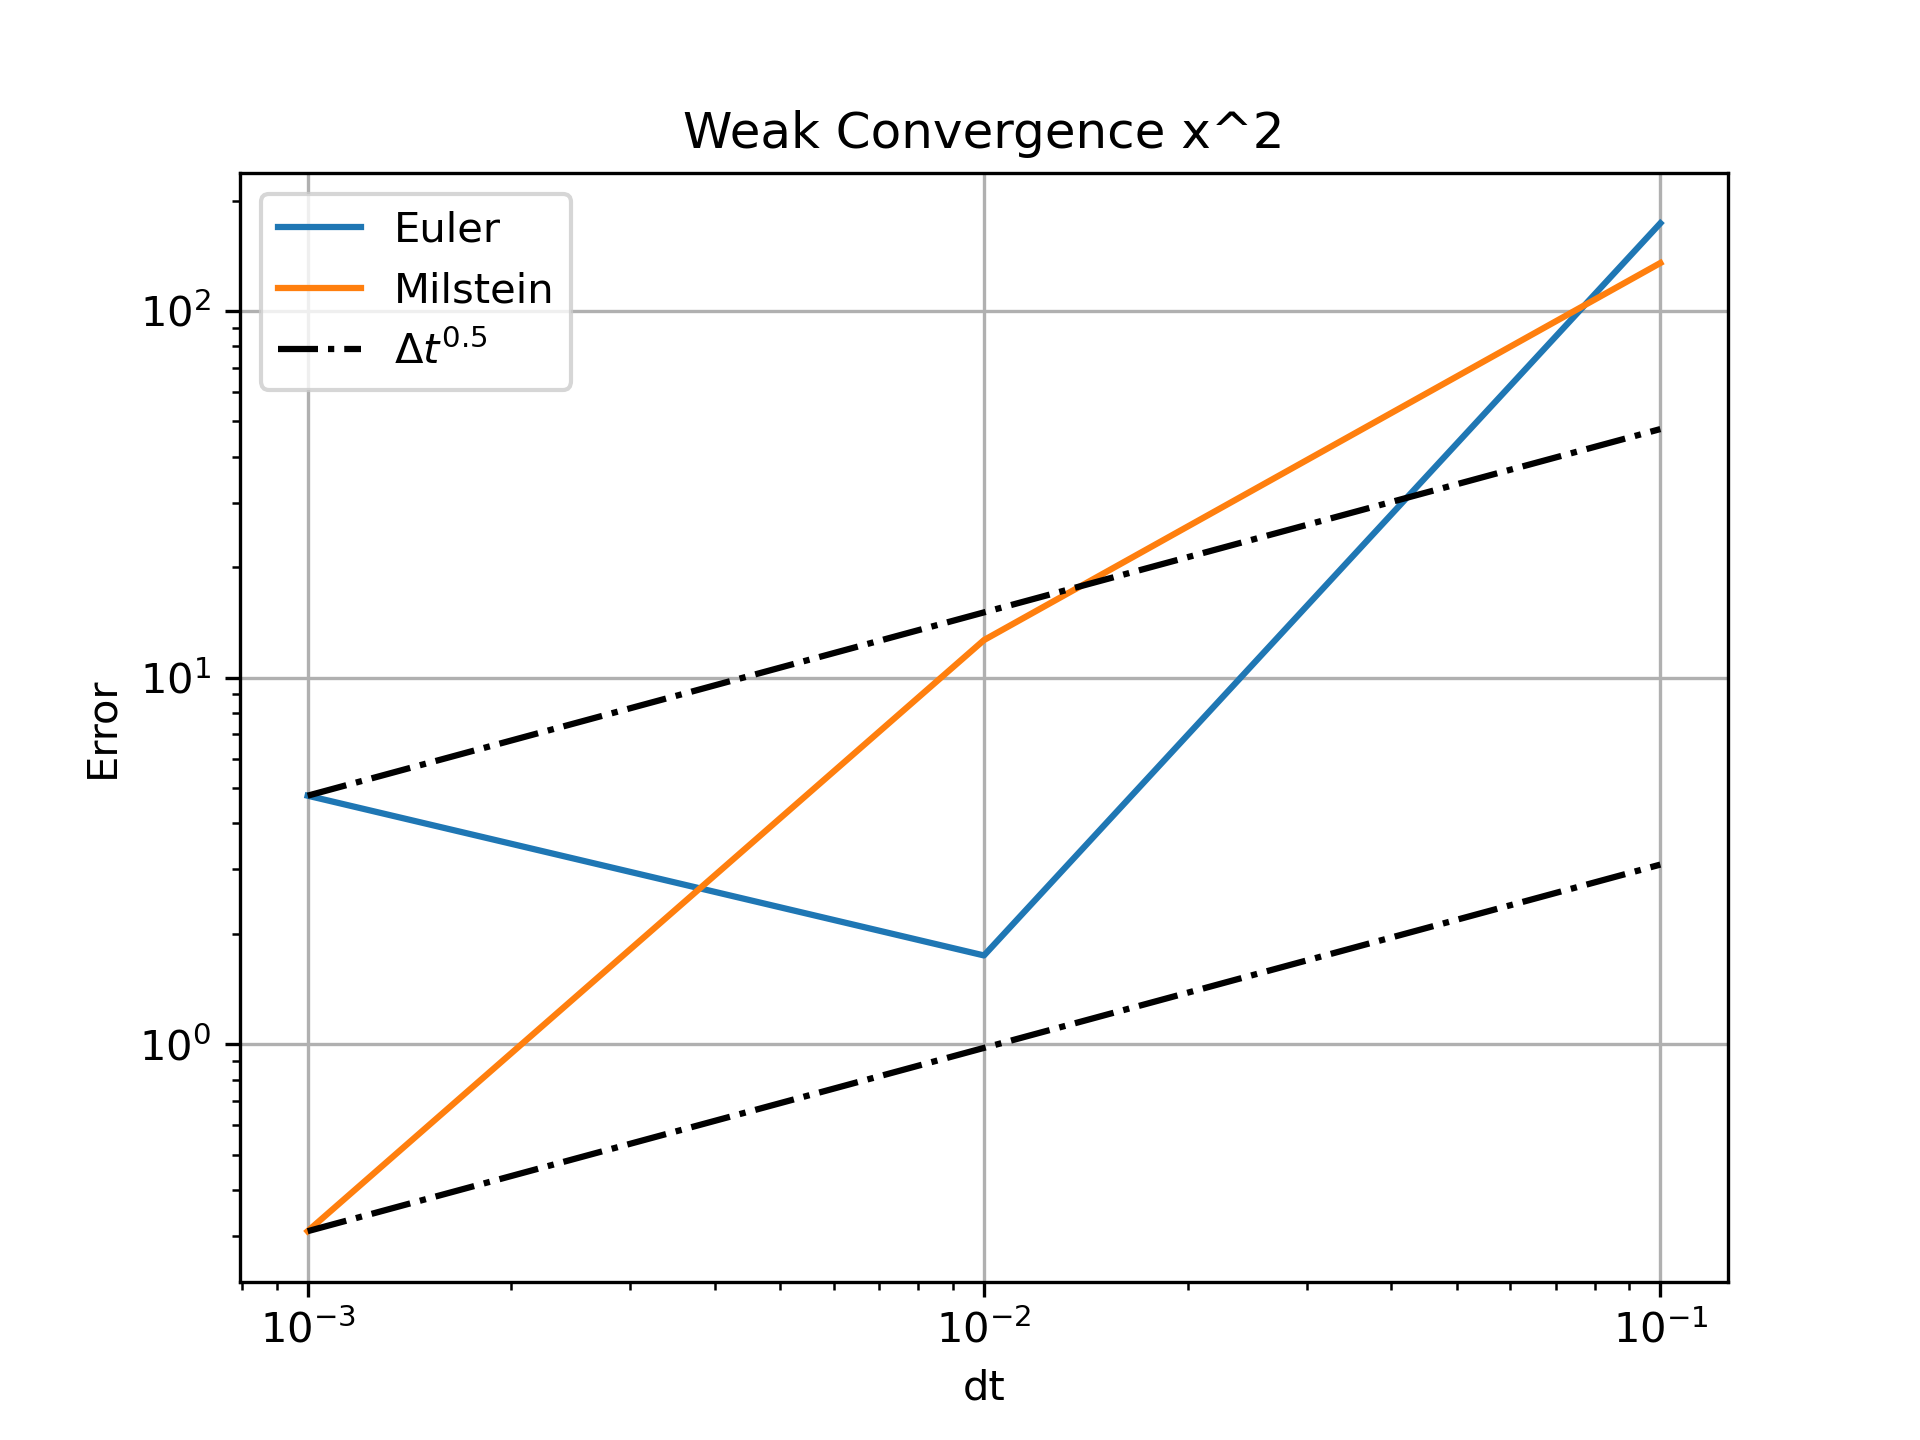 Weak Convergence x^2
Euler
Milstein
Δt^0.5
10^2
10^1
10^0
Error
10^−3 10^−2 10^−1
dt